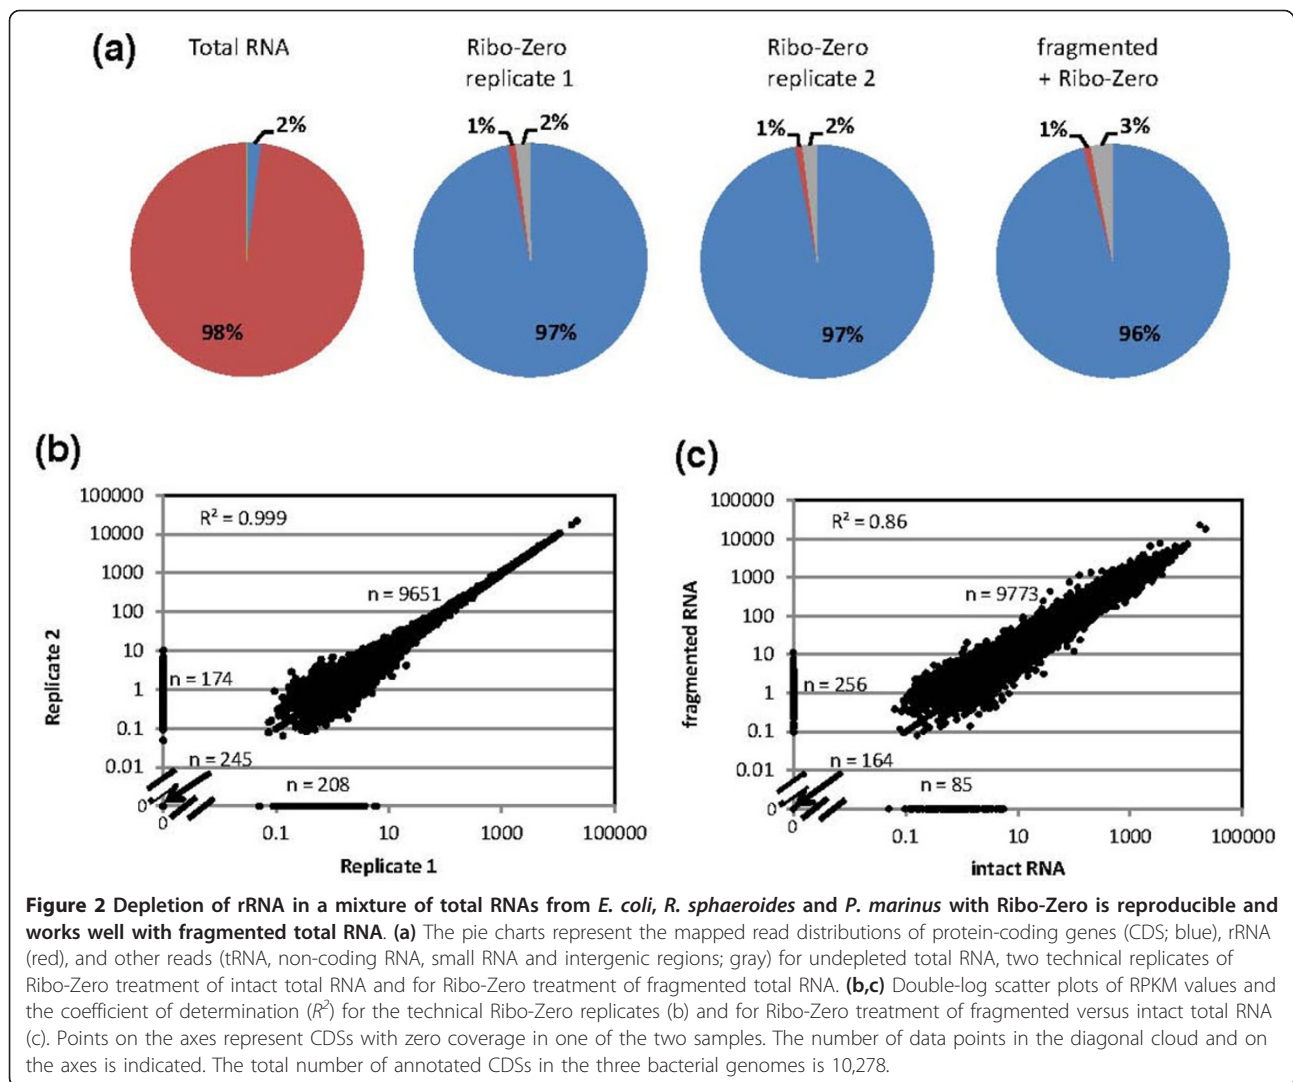 (a)
Total RNA
Ribo-Zero
replicate 1
Ribo-Zero
replicate 2
fragmented
+ Ribo-Zero
2%
1%
2%
1%
2%
1%
3%
98%
97%
97%
96%
(b)
100000
10000
1000
100
10
1
0.1
0.01
0
Replicate 2
R² = 0.999
n = 9651
n = 174
n = 245
n = 208
0
0.1
10
1000
100000
Replicate 1
(c)
100000
10000
1000
100
10
1
0.1
0.01
0
fragmented RNA
R² = 0.86
n = 9773
n = 256
n = 164
n = 85
0
0.1
10
1000
100000
intact RNA
Figure 2 Depletion of rRNA in a mixture of total RNAs from E. coli, R. sphaeroides and P. marinus with Ribo-Zero is reproducible and
works well with fragmented total RNA. (a) The pie charts represent the mapped read distributions of protein-coding genes (CDS; blue), rRNA
(red), and other reads (tRNA, non-coding RNA, small RNA and intergenic regions; gray) for undepleted total RNA, two technical replicates of
Ribo-Zero treatment of intact total RNA and for Ribo-Zero treatment of fragmented total RNA. (b,c) Double-log scatter plots of RPKM values and
the coefficient of determination (R²) for the technical Ribo-Zero replicates (b) and for Ribo-Zero treatment of fragmented versus intact total RNA
(c). Points on the axes represent CDSs with zero coverage in one of the two samples. The number of data points in the diagonal cloud and on
the axes is indicated. The total number of annotated CDSs in the three bacterial genomes is 10,278.